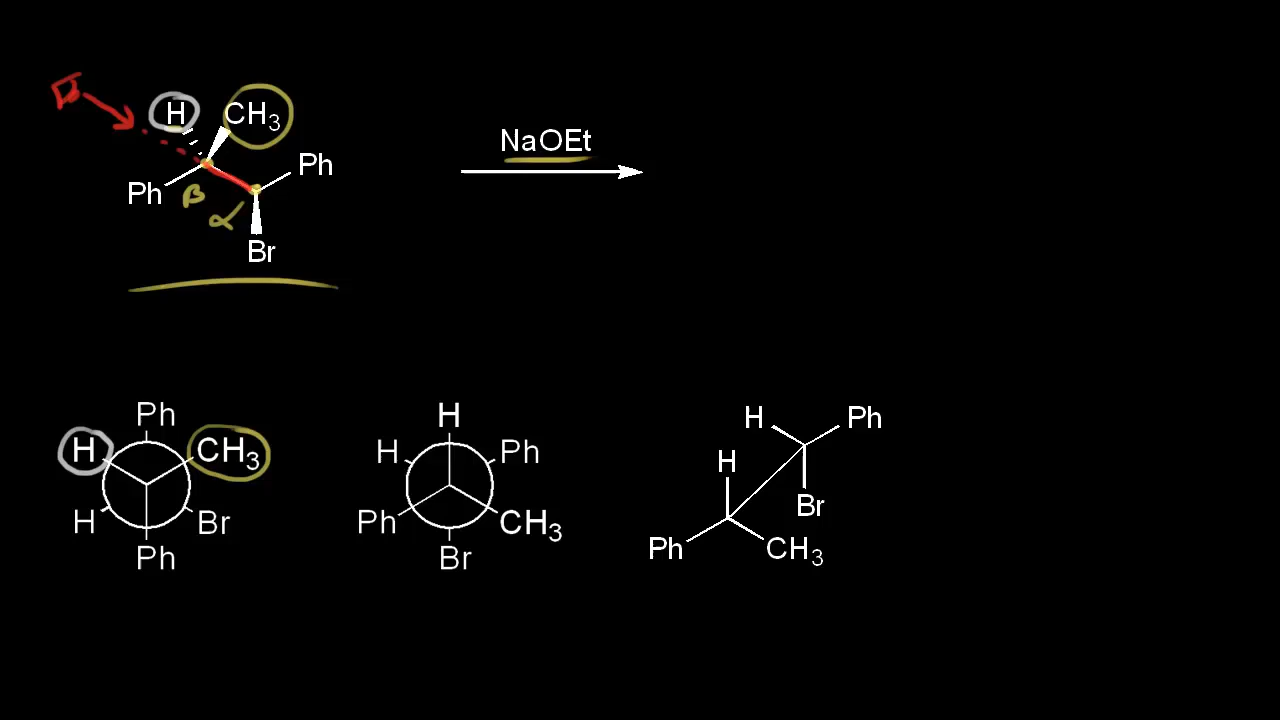 H CH3
NaOEt
Ph Ph
β
α
Br
Ph H H Ph
H CH3 H Ph H
H Br Ph CH3 Br
Ph Br Ph CH3